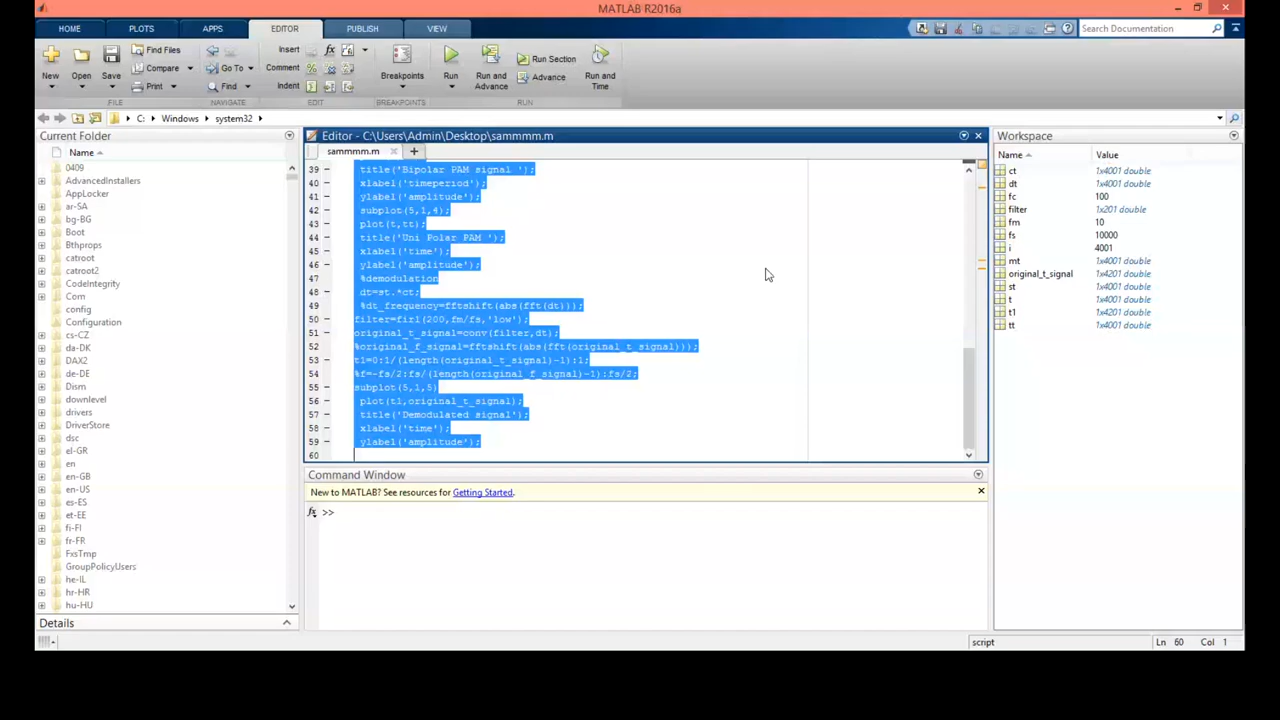 MATLAB R2016a
HOME PLOTS APPS EDITOR PUBLISH VIEW
Search Documentation
New Open Save Find Files Compare Print
Go To Find
Insert Comment Indent
Breakpoints Run Run and Advance Run Section Advance Run and Time
FILE NAVIGATE EDIT BREAKPOINTS RUN
C: Windows system32
Current Folder
Name
0409
AdvancedInstallers
AppLocker
ar-SA
bg-BG
Boot
Bthprops
catroot
catroot2
CodeIntegrity
Com
config
Configuration
cs-CZ
da-DK
DAX2
de-DE
Dism
downlevel
drivers
DriverStore
dsc
el-GR
en
en-GB
en-US
es-ES
et-EE
fi-FI
fr-FR
FxsTmp
GroupPolicyUsers
he-IL
hr-HR
hu-HU
Details
Editor - C:\Users\Admin\Desktop\sammmm.m
sammmm.m
39 title('Bipolar PAM signal ');
40 xlabel('timeperiod');
41 ylabel('amplitude');
42 subplot(5,1,4);
43 plot(t,tt);
44 title('Uni Polar PAM ');
45 xlabel('time');
46 ylabel('amplitude');
47 %demodulation
48 dt=st.*ct;
49 %dt_frequency=fftshift(abs(fft(dt)));
50 filter=fir1(200,fm/fs,'low');
51 original_t_signal=conv(filter,dt);
52 %original_f_signal=fftshift(abs(fft(original_t_signal)));
53 t1=0:1/(length(original_t_signal)-1):1;
54 %f=-fs/2:fs/(length(original_f_signal)-1):fs/2;
55 subplot(5,1,5)
56 plot(t1,original_t_signal);
57 title('Demodulated signal');
58 xlabel('time');
59 ylabel('amplitude');
60
Command Window
New to MATLAB? See resources for Getting Started.
fx >>
Workspace
Name Value
ct 1x4001 double
dt 1x4001 double
fc 100
filter 1x201 double
fm 10
fs 10000
i 4001
mt 1x4001 double
original_t_signal 1x4201 double
st 1x4001 double
t 1x4001 double
t1 1x4201 double
tt 1x4001 double
script Ln 60 Col 1